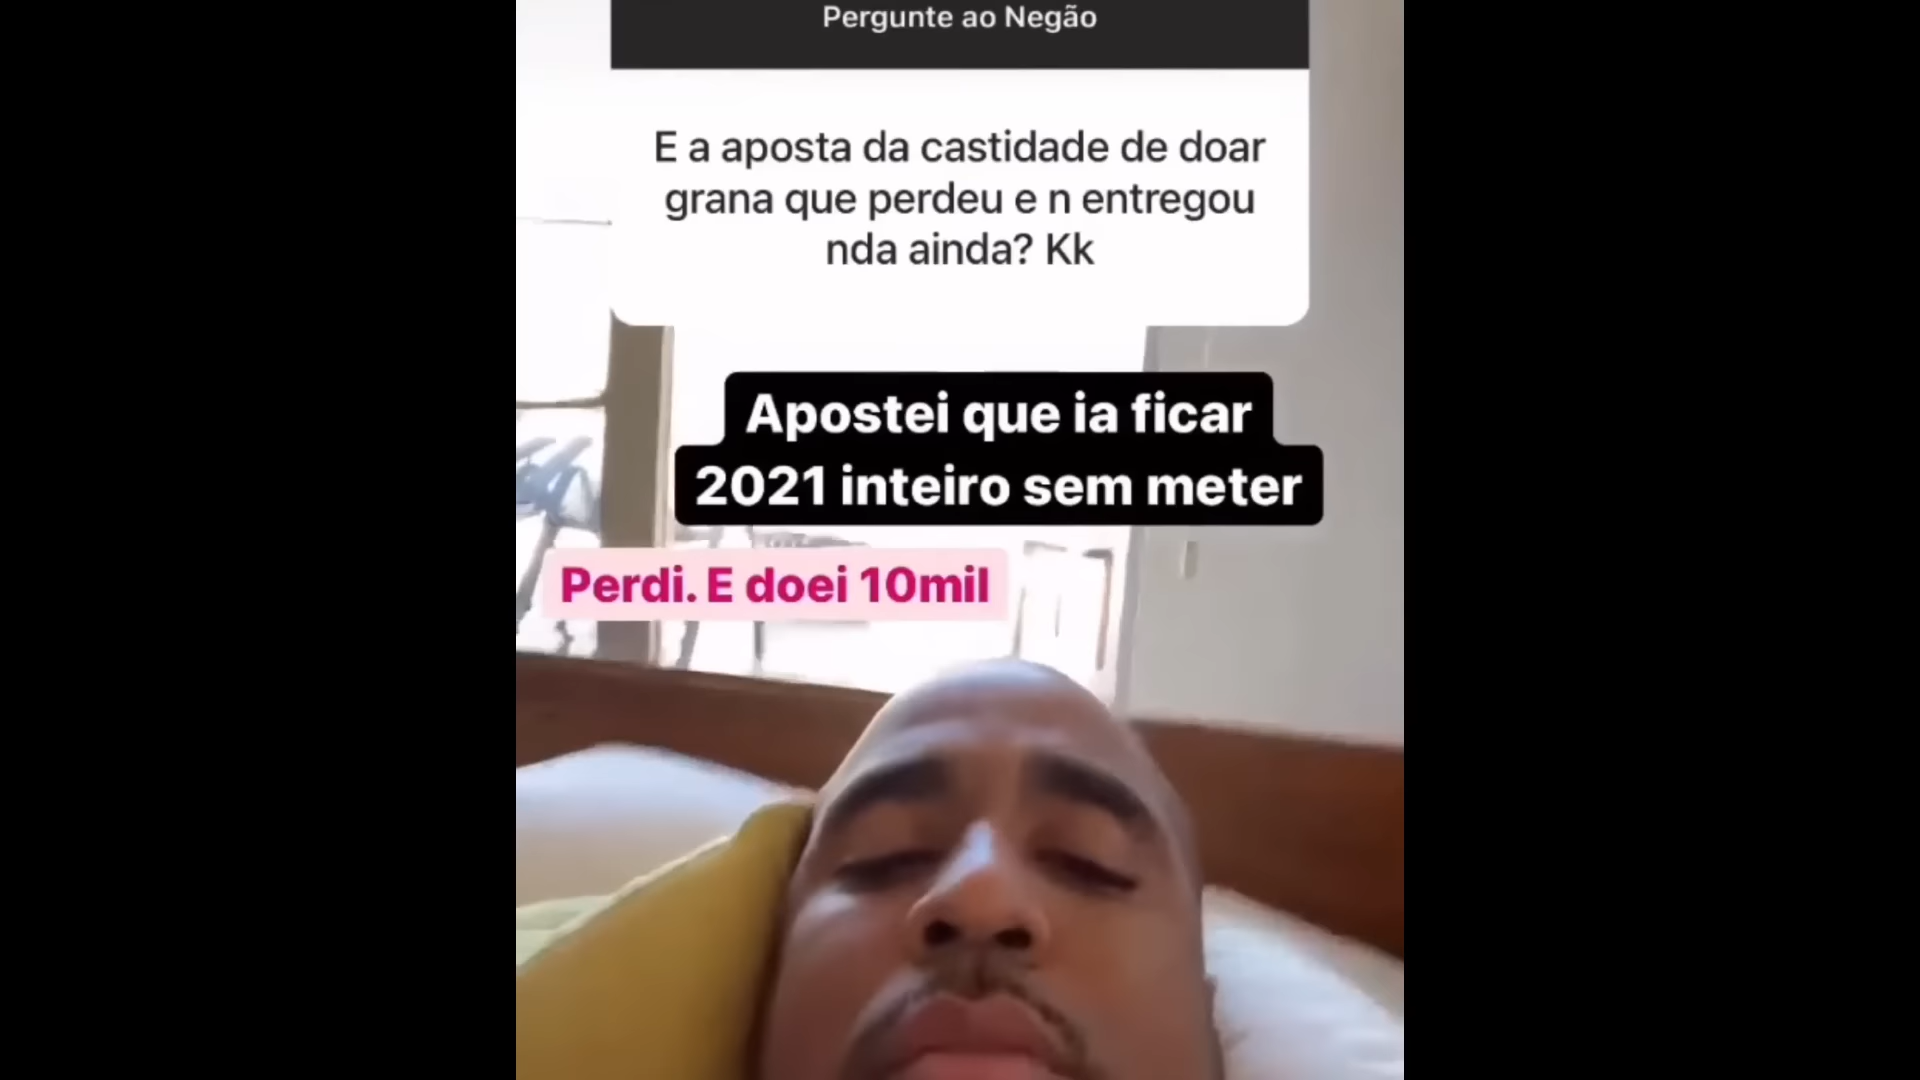 Pergunte ao Negão
E a aposta da castidade de doar
grana que perdeu e n entregou
nda ainda? Kk
Apostei que ia ficar
2021 inteiro sem meter
Perdi. E doei 10mil